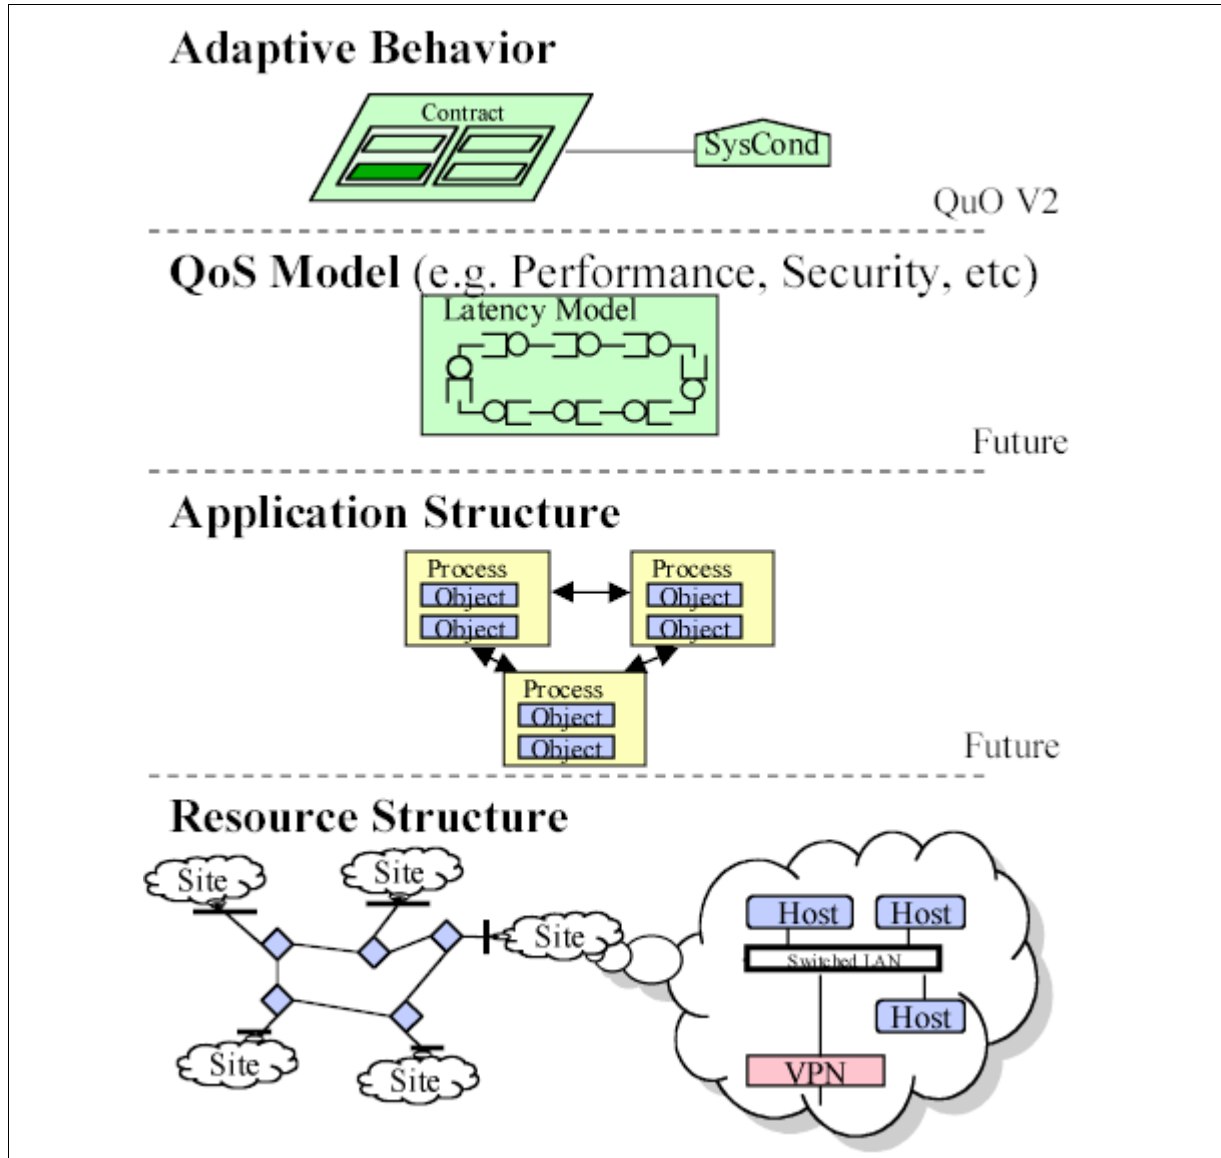 Adaptive Behavior
Contract
SysCond
QuO V2
QoS Model (e.g. Performance, Security, etc)
Latency Model
Future
Application Structure
Process
Object
Object
Process
Object
Object
Process
Object
Object
Future
Resource Structure
Site
Site
Site
Site
Site
Host
Host
Switched LAN
Host
VPN